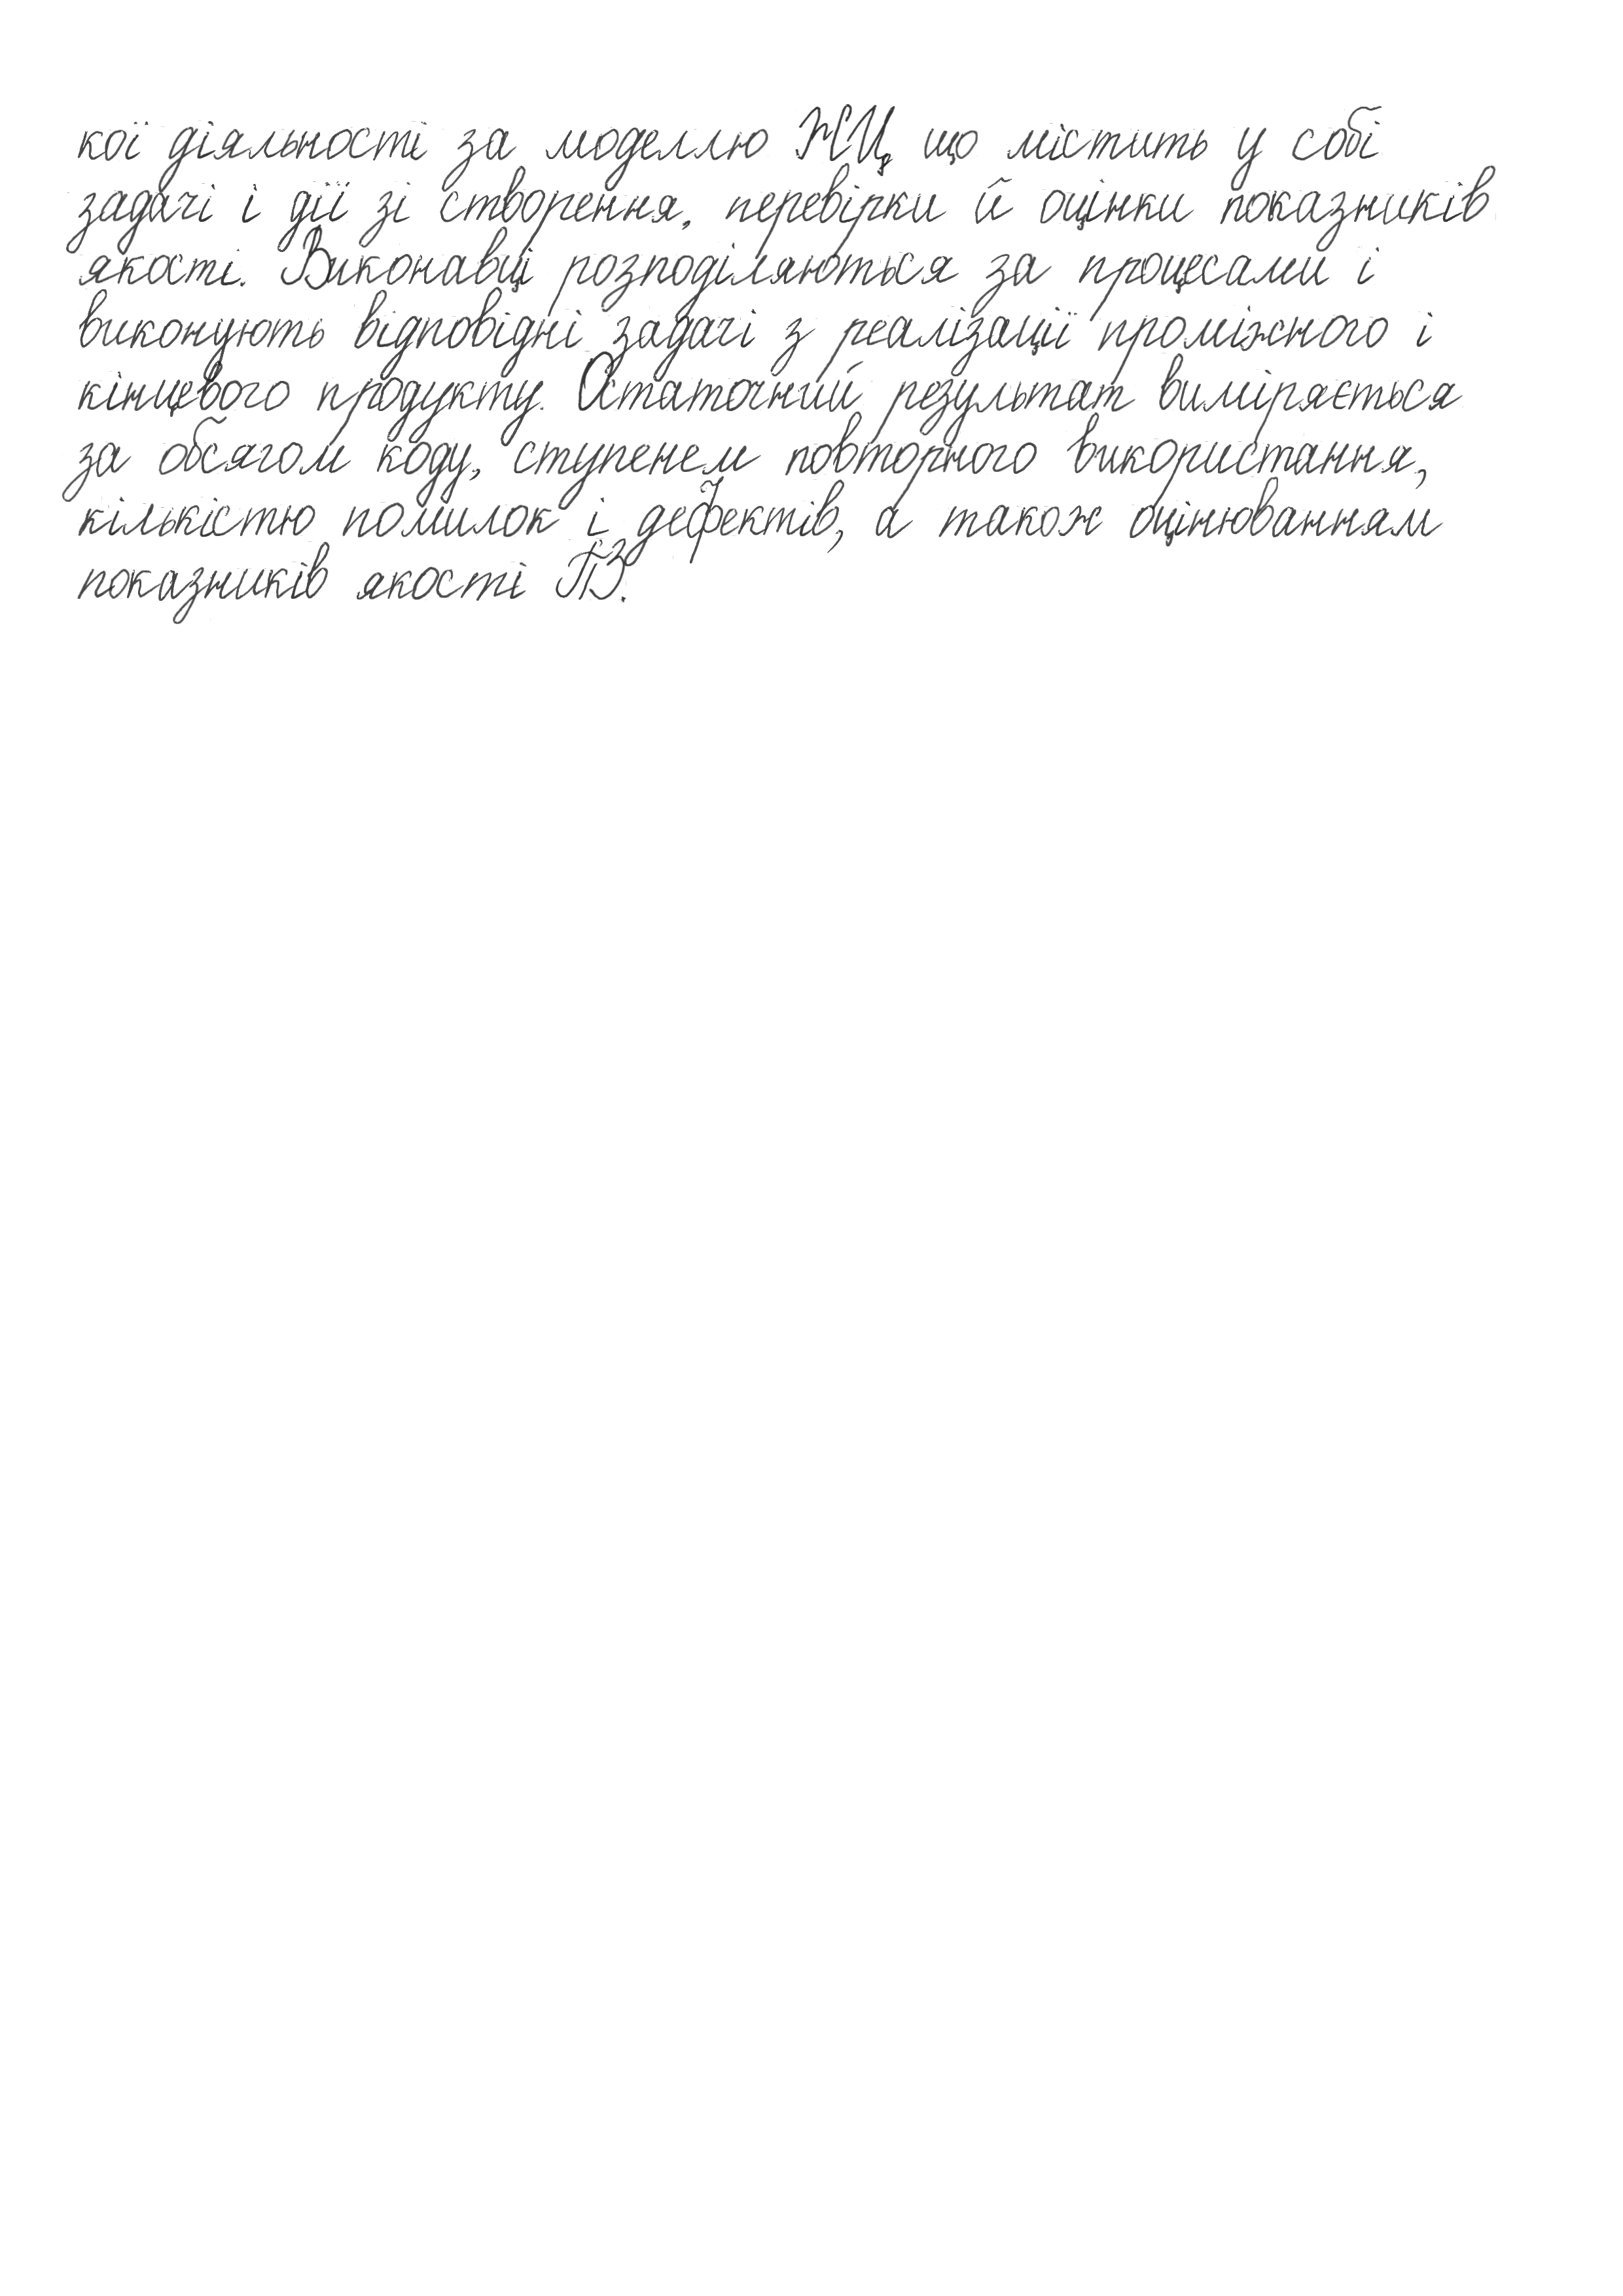 кої діяльності за моделлю ЖЦ, що містить у собі
задачі і дії зі створення, перевірки й оцінки показників
якості. Виконавці розподіляються за процесами і
виконують відповідні задачі з реалізації проміжного і
кінцевого продукту. Остаточний результат виміряється
за обсягом коду, ступенем повторного використання,
кількістю помилок і дефектів, а також оцінюванням
показників якості ПЗ.